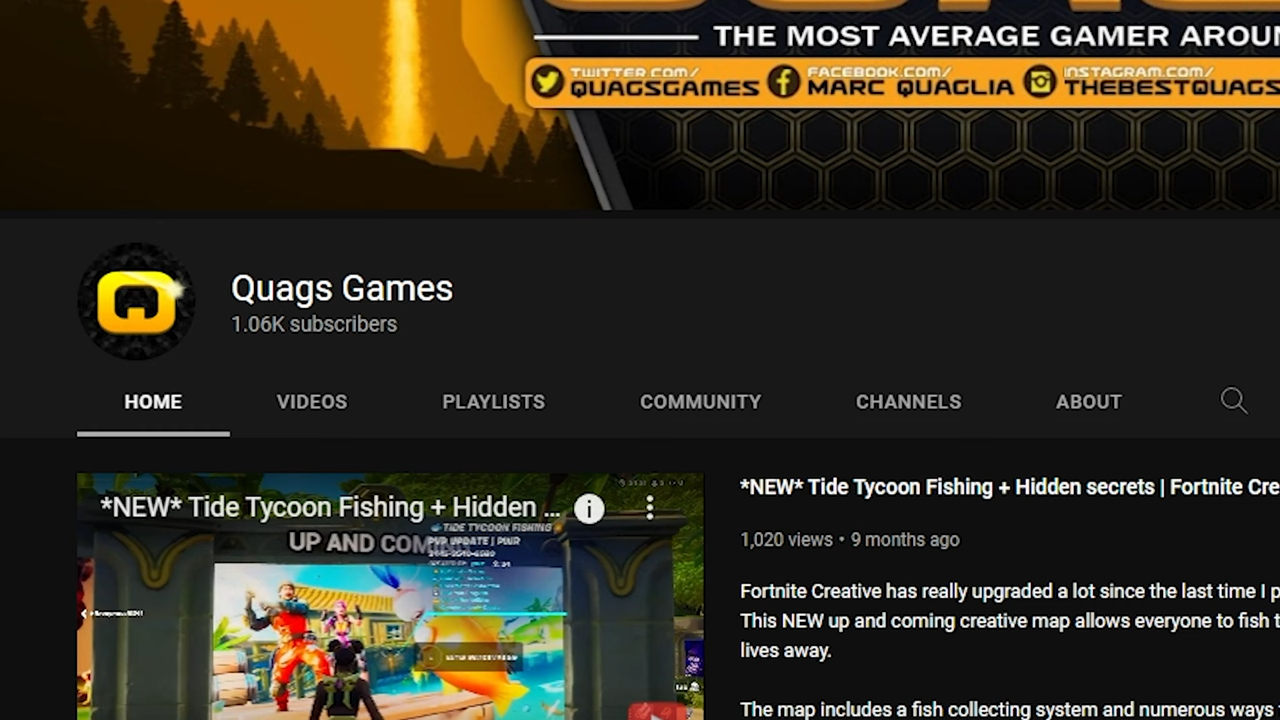 THE MOST AVERAGE GAMER AROUN
TWITTER.COM/
QUAGSGAMES
FACEBOOK.COM/
MARC QUAGLIA
INSTAGRAM.COM/
THEBESTQUAGS
Quags Games
1.06K subscribers
HOME VIDEOS PLAYLISTS COMMUNITY CHANNELS ABOUT
*NEW* Tide Tycoon Fishing + Hidden ...
TIDE TYCOON FISHING
UP AND COM
PVP UPDATE | PWR
*NEW* Tide Tycoon Fishing + Hidden secrets | Fortnite Cre
1,020 views • 9 months ago
Fortnite Creative has really upgraded a lot since the last time I p
This NEW up and coming creative map allows everyone to fish t
lives away.
The map includes a fish collecting system and numerous ways